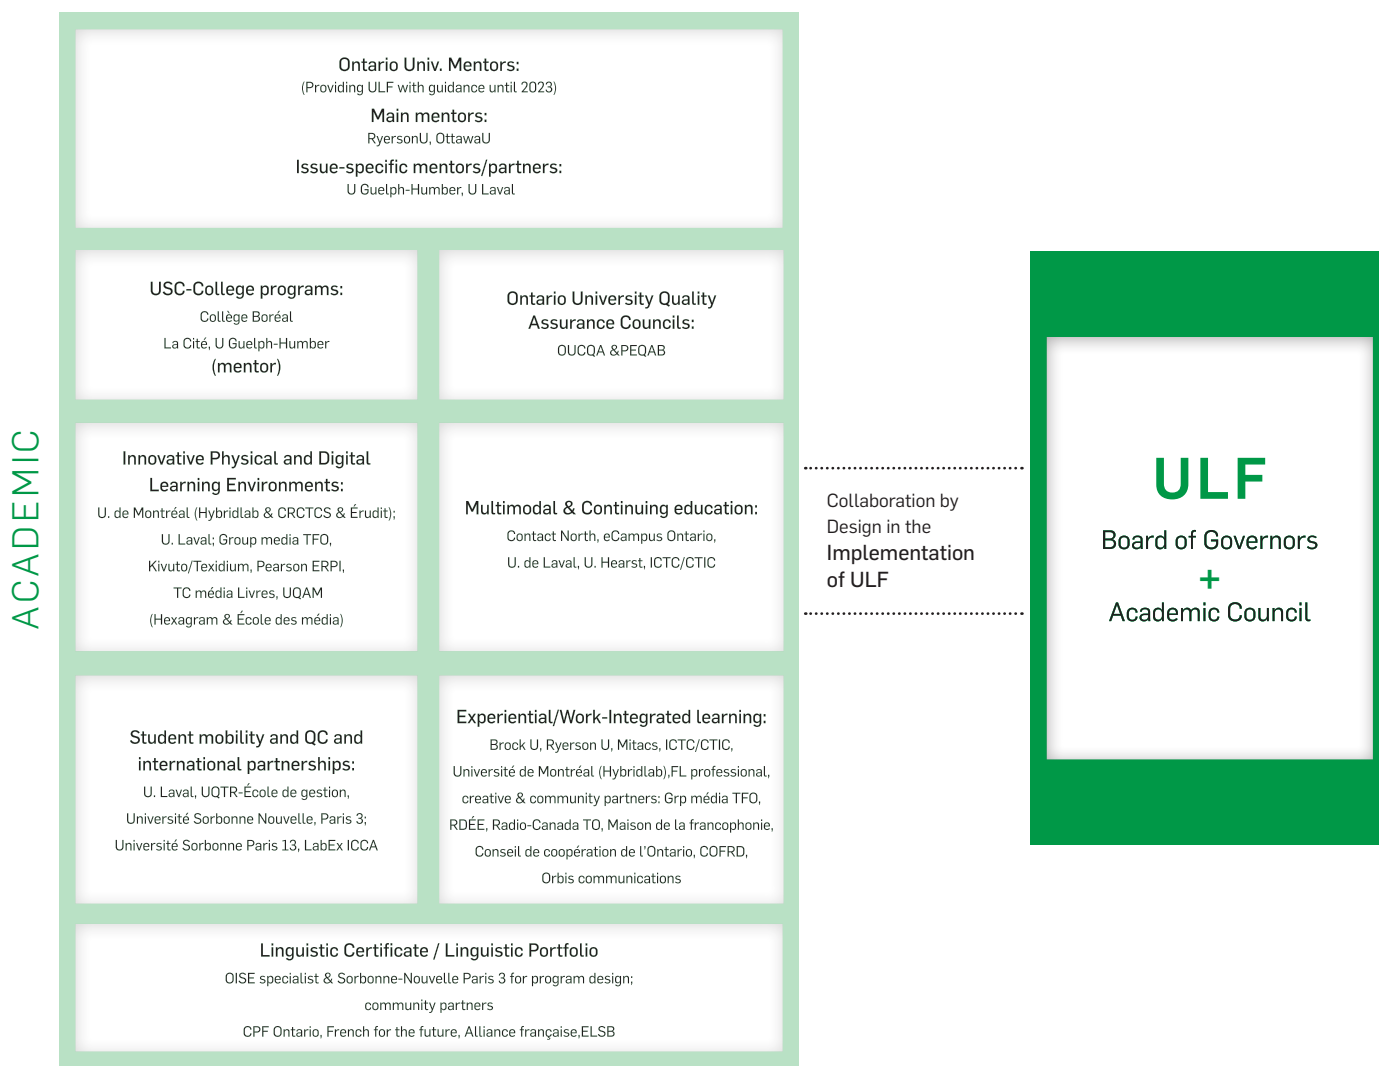 ACADEMIC
Ontario Univ. Mentors:
(Providing ULF with guidance until 2023)
Main mentors:
RyersonU, OttawaU
Issue-specific mentors/partners:
U Guelph-Humber, U Laval
USC-College programs:
Collège Boréal
La Cité, U Guelph-Humber
(mentor)
Ontario University Quality
Assurance Councils:
OUCQA &PEQAB
Innovative Physical and Digital
Learning Environments:
U. de Montréal (Hybridlab & CRCTCS & Érudit);
U. Laval; Group media TFO,
Kivuto/Texidium, Pearson ERPI,
TC média Livres, UQAM
(Hexagram & École des média)
Multimodal & Continuing education:
Contact North, eCampus Ontario,
U. de Laval, U. Hearst, ICTC/CTIC
Student mobility and QC and
international partnerships:
U. Laval, UQTR-École de gestion,
Université Sorbonne Nouvelle, Paris 3;
Université Sorbonne Paris 13, LabEx ICCA
Experiential/Work-Integrated learning:
Brock U, Ryerson U, Mitacs, ICTC/CTIC,
Université de Montréal (Hybridlab),FL professional,
creative & community partners: Grp média TFO,
RDÉE, Radio-Canada TO, Maison de la francophonie,
Conseil de coopération de l'Ontario, COFRD,
Orbis communications
Linguistic Certificate / Linguistic Portfolio
OISE specialist & Sorbonne-Nouvelle Paris 3 for program design;
community partners
CPF Ontario, French for the future, Alliance française,ELSB
Collaboration by
Design in the
Implementation
of ULF
ULF
Board of Governors
+
Academic Council